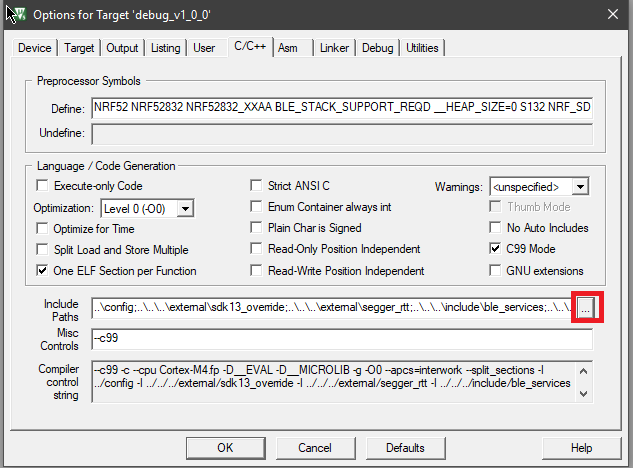 Options for Target 'debug_v1_0_0'
Device Target Output Listing User C/C++ Asm Linker Debug Utilities
Preprocessor Symbols
Define: NRF52 NRF52832 NRF52832_XXAA BLE_STACK_SUPPORT_REQD __HEAP_SIZE=0 S132 NRF_SD
Undefine:
Language / Code Generation
Execute-only Code
Strict ANSI C
Warnings: <unspecified>
Optimization: Level 0 (-O0)
Enum Container always int
Thumb Mode
Optimize for Time
Plain Char is Signed
No Auto Includes
Split Load and Store Multiple
Read-Only Position Independent
C99 Mode
One ELF Section per Function
Read-Write Position Independent
GNU extensions
Include
Paths
..\config;..\..\..\external\sdk13_override;..\..\..\external\segger_rtt;..\..\..\include\ble_services;..\..\..
...
Misc
Controls
--c99
Compiler
control
string
--c99 -c --cpu Cortex-M4.fp -D__EVAL -D__MICROLIB -g -O0 --apcs=interwork --split_sections -I
../config -I ../../../external/sdk13_override -I ../../../external/segger_rtt -I ../../../include/ble_services
OK Cancel Defaults Help